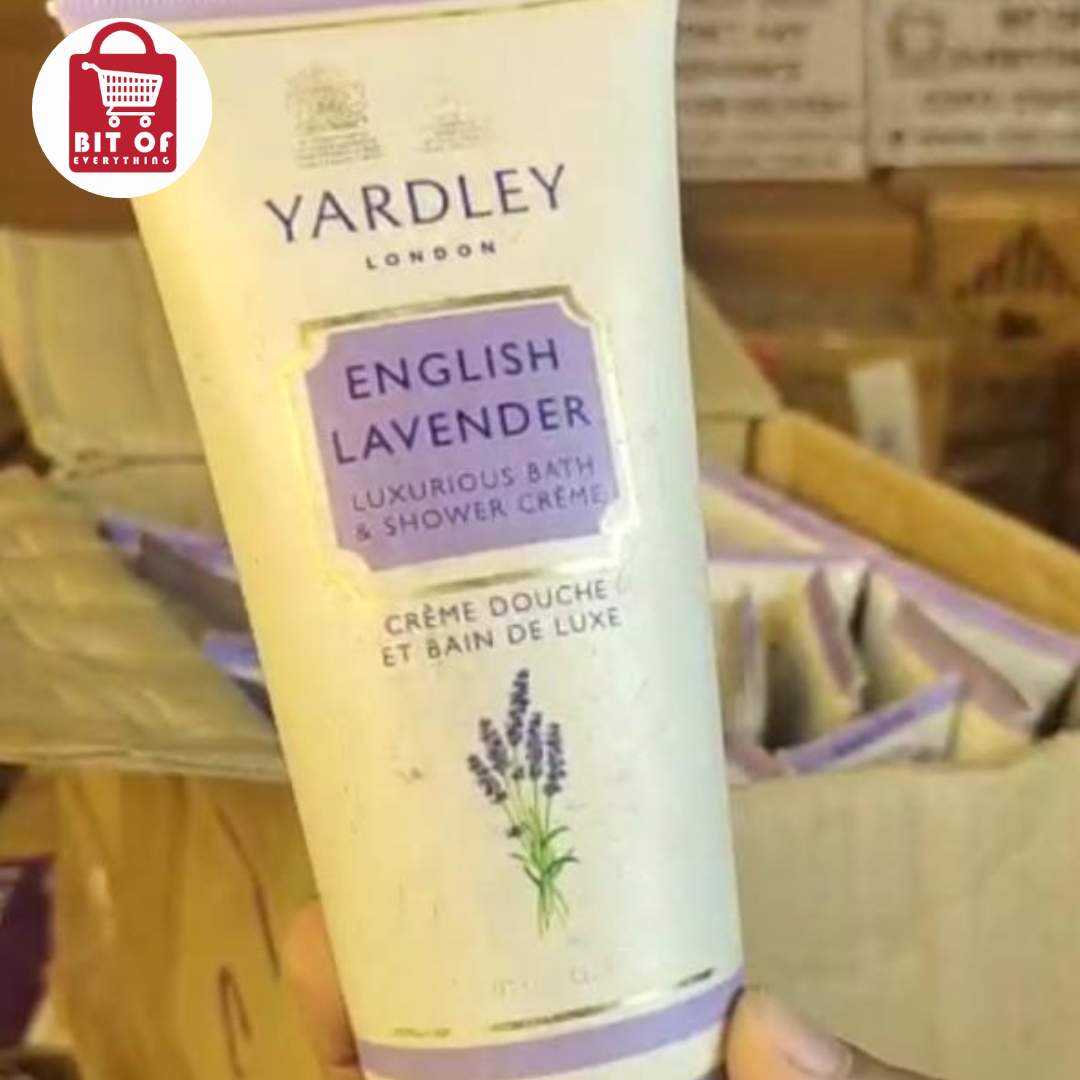 BIT OF
EVERYTHING
YARDLEY
LONDON
ENGLISH
LAVENDER
LUXURIOUS BATH
& SHOWER CRÈME
CRÈME DOUCHE
ET BAIN DE LUXE